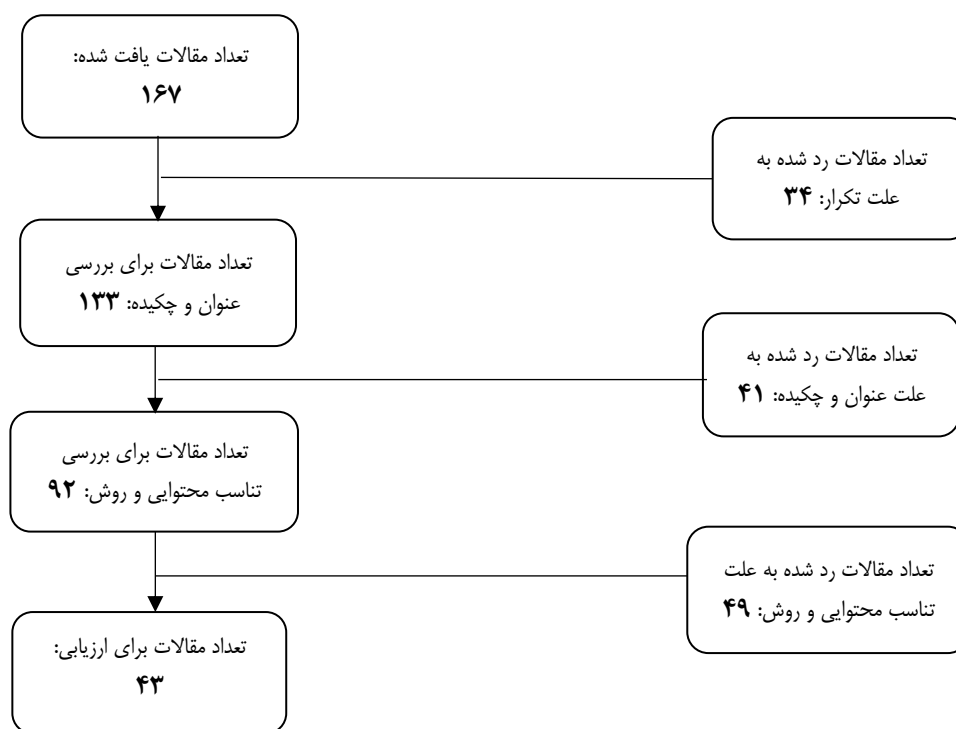 تعداد مقالات یافت شده:
۱۶۷
تعداد مقالات رد شده به
علت تکرار: ۳۴
تعداد مقالات برای بررسی
عنوان و چکیده: ۱۳۳
تعداد مقالات رد شده به
علت عنوان و چکیده: ۴۱
تعداد مقالات برای بررسی
تناسب محتوایی و روش: ۹۲
تعداد مقالات رد شده به علت
تناسب محتوایی و روش: ۴۹
تعداد مقالات برای ارزیابی:
۴۳